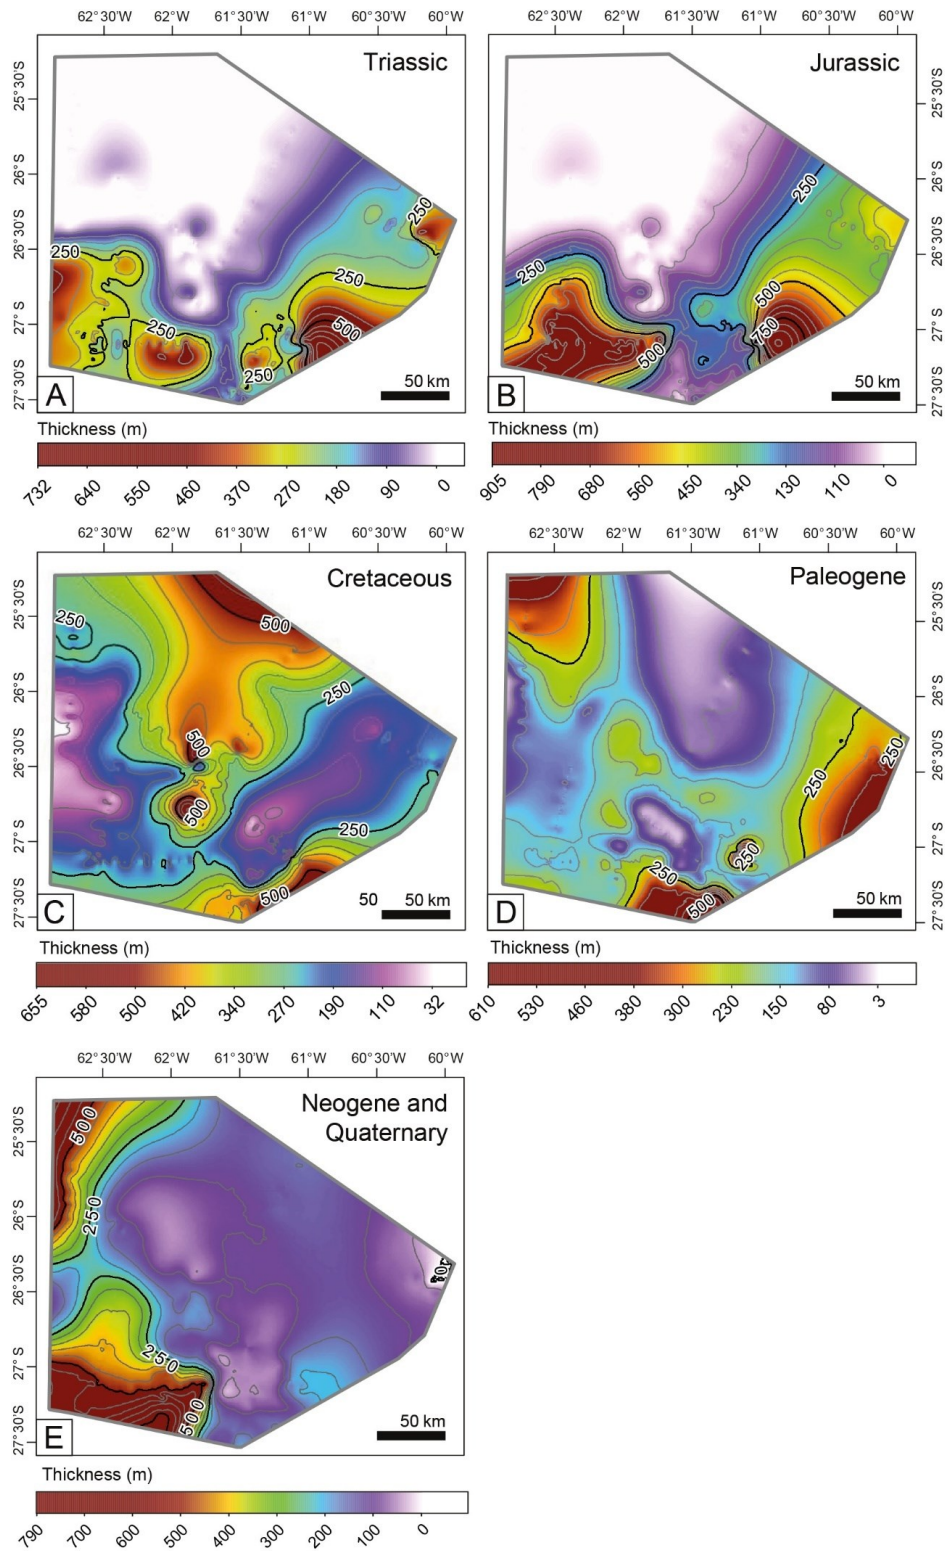 62°30'W 62°W 61°30'W 61°W 60°30'W 60°W
62°30'W 62°W 61°30'W 61°W 60°30'W 60°W
Triassic
Jurassic
25°30'S
26°S
26°30'S
27°S
27°30'S
25°30'S
26°S
26°30'S
27°S
27°30'S
250
250
250
250
500
250
250
250
500
750
500
A
50 km
B
50 km
Thickness (m)
732 640 550 460 370 270 180 90 0
Thickness (m)
905 790 680 560 450 340 130 110 0
62°30'W 62°W 61°30'W 61°W 60°30'W 60°W
62°30'W 62°W 61°30'W 61°W 60°30'W 60°W
Cretaceous
Paleogene
25°30'S
26°S
26°30'S
27°S
27°30'S
25°30'S
26°S
26°30'S
27°S
27°30'S
250
500
250
500
500
250
500
250
250
250
250
500
C
50 50 km
D
50 km
Thickness (m)
655 580 500 420 340 270 190 110 32
Thickness (m)
610 530 460 380 300 250 150 80 3
62°30'W 62°W 61°30'W 61°W 60°30'W 60°W
Neogene and
Quaternary
25°30'S
26°S
26°30'S
27°S
27°30'S
500
250
250
500
E
50 km
Thickness (m)
790 700 600 500 400 300 200 100 0